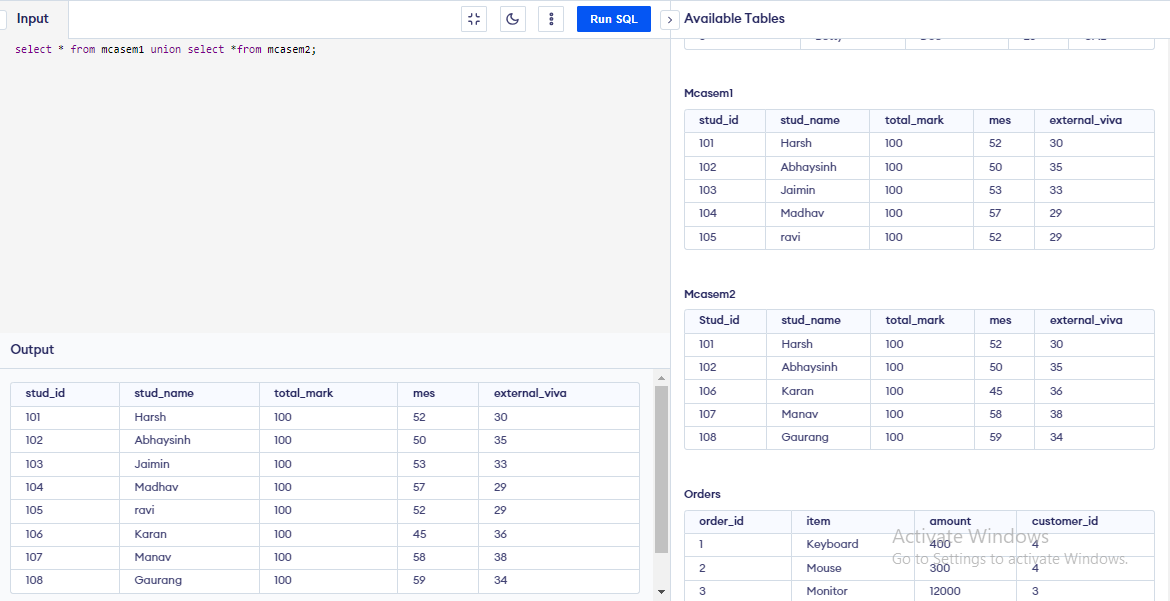 Input
Run SQL
select * from mcasem1 union select *from mcasem2;
Output
stud_id stud_name total_mark mes external_viva
101 Harsh 100 52 30
102 Abhaysinh 100 50 35
103 Jaimin 100 53 33
104 Madhav 100 57 29
105 ravi 100 52 29
106 Karan 100 45 36
107 Manav 100 58 38
108 Gaurang 100 59 34
Available Tables
Mcasem1
stud_id stud_name total_mark mes external_viva
101 Harsh 100 52 30
102 Abhaysinh 100 50 35
103 Jaimin 100 53 33
104 Madhav 100 57 29
105 ravi 100 52 29
Mcasem2
Stud_id stud_name total_mark mes external_viva
101 Harsh 100 52 30
102 Abhaysinh 100 50 35
106 Karan 100 45 36
107 Manav 100 58 38
108 Gaurang 100 59 34
Orders
order_id item amount customer_id
1 Keyboard 400 4
2 Mouse 300 4
3 Monitor 12000 3
Activate Windows
Go to Settings to activate Windows.